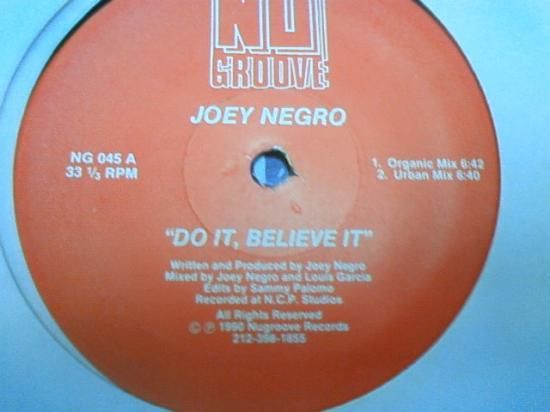 NU
GROOVE
JOEY NEGRO
NG 045 A
33 ⅓ RPM
1. Organic Mix 6:42
2. Urban Mix 6:40
"DO IT, BELIEVE IT"
Written and Produced by Joey Negro
Mixed by Joey Negro and Louis Garcia
Edits by Sammy Palomo
Recorded at N.C.P. Studios
All Rights Reserved
© ℗ 1990 Nugroove Records
212-398-1855